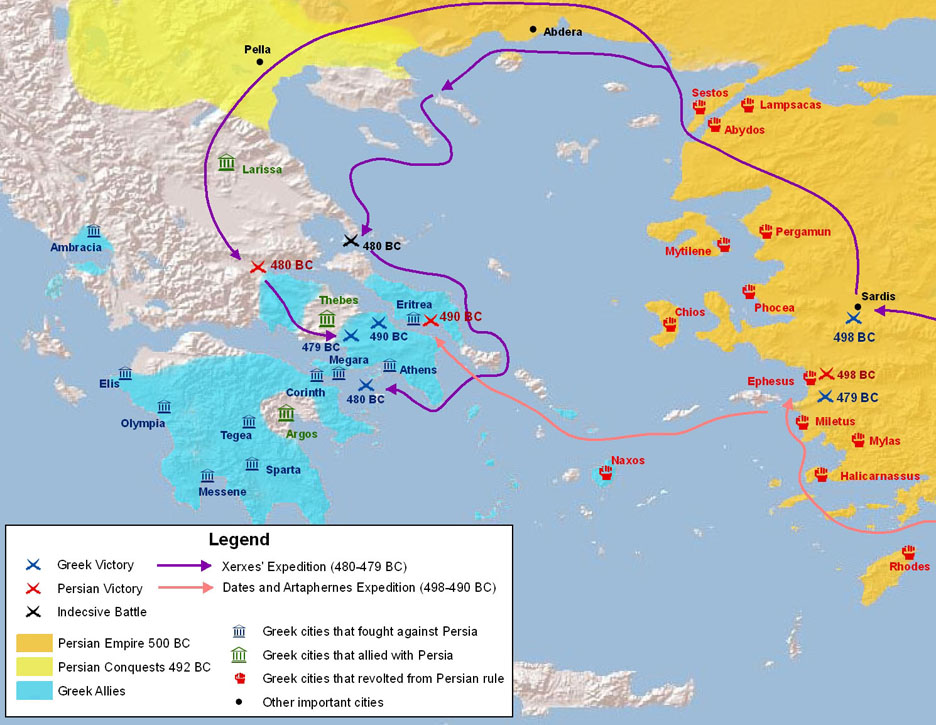 Abdera
Pella
Sestos
Lampsacas
Abydos
Larissa
Pergamun
Ambracia
480 BC
Mytilene
480 BC
Sardis
Thebes
Eritrea
Phocea
Chios
490 BC
479 BC
490 BC
498 BC
Megara
Athens
Elis
Corinth
480 BC
Ephesus
498 BC
479 BC
Olympia
Tegea
Argos
Miletus
Mylas
Sparta
Naxos
Messene
Halicarnassus
Rhodes
Legend
Greek Victory
Xerxes' Expedition (480-479 BC)
Persian Victory
Dates and Artaphernes Expedition (498-490 BC)
Indecsive Battle
Persian Empire 500 BC
Greek cities that fought against Persia
Persian Conquests 492 BC
Greek cities that allied with Persia
Greek Allies
Greek cities that revolted from Persian rule
Other important cities